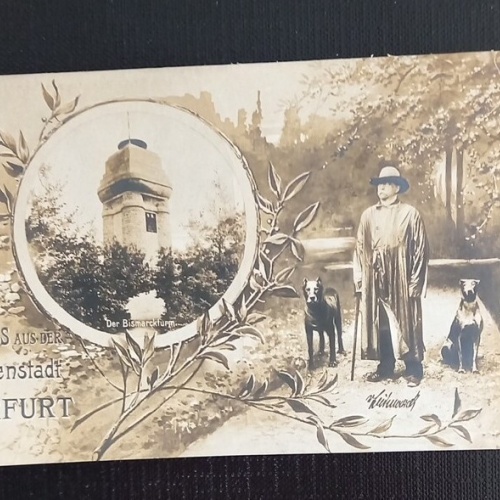 Der Bismarckturm.
S AUS DER
enstadt
FURT